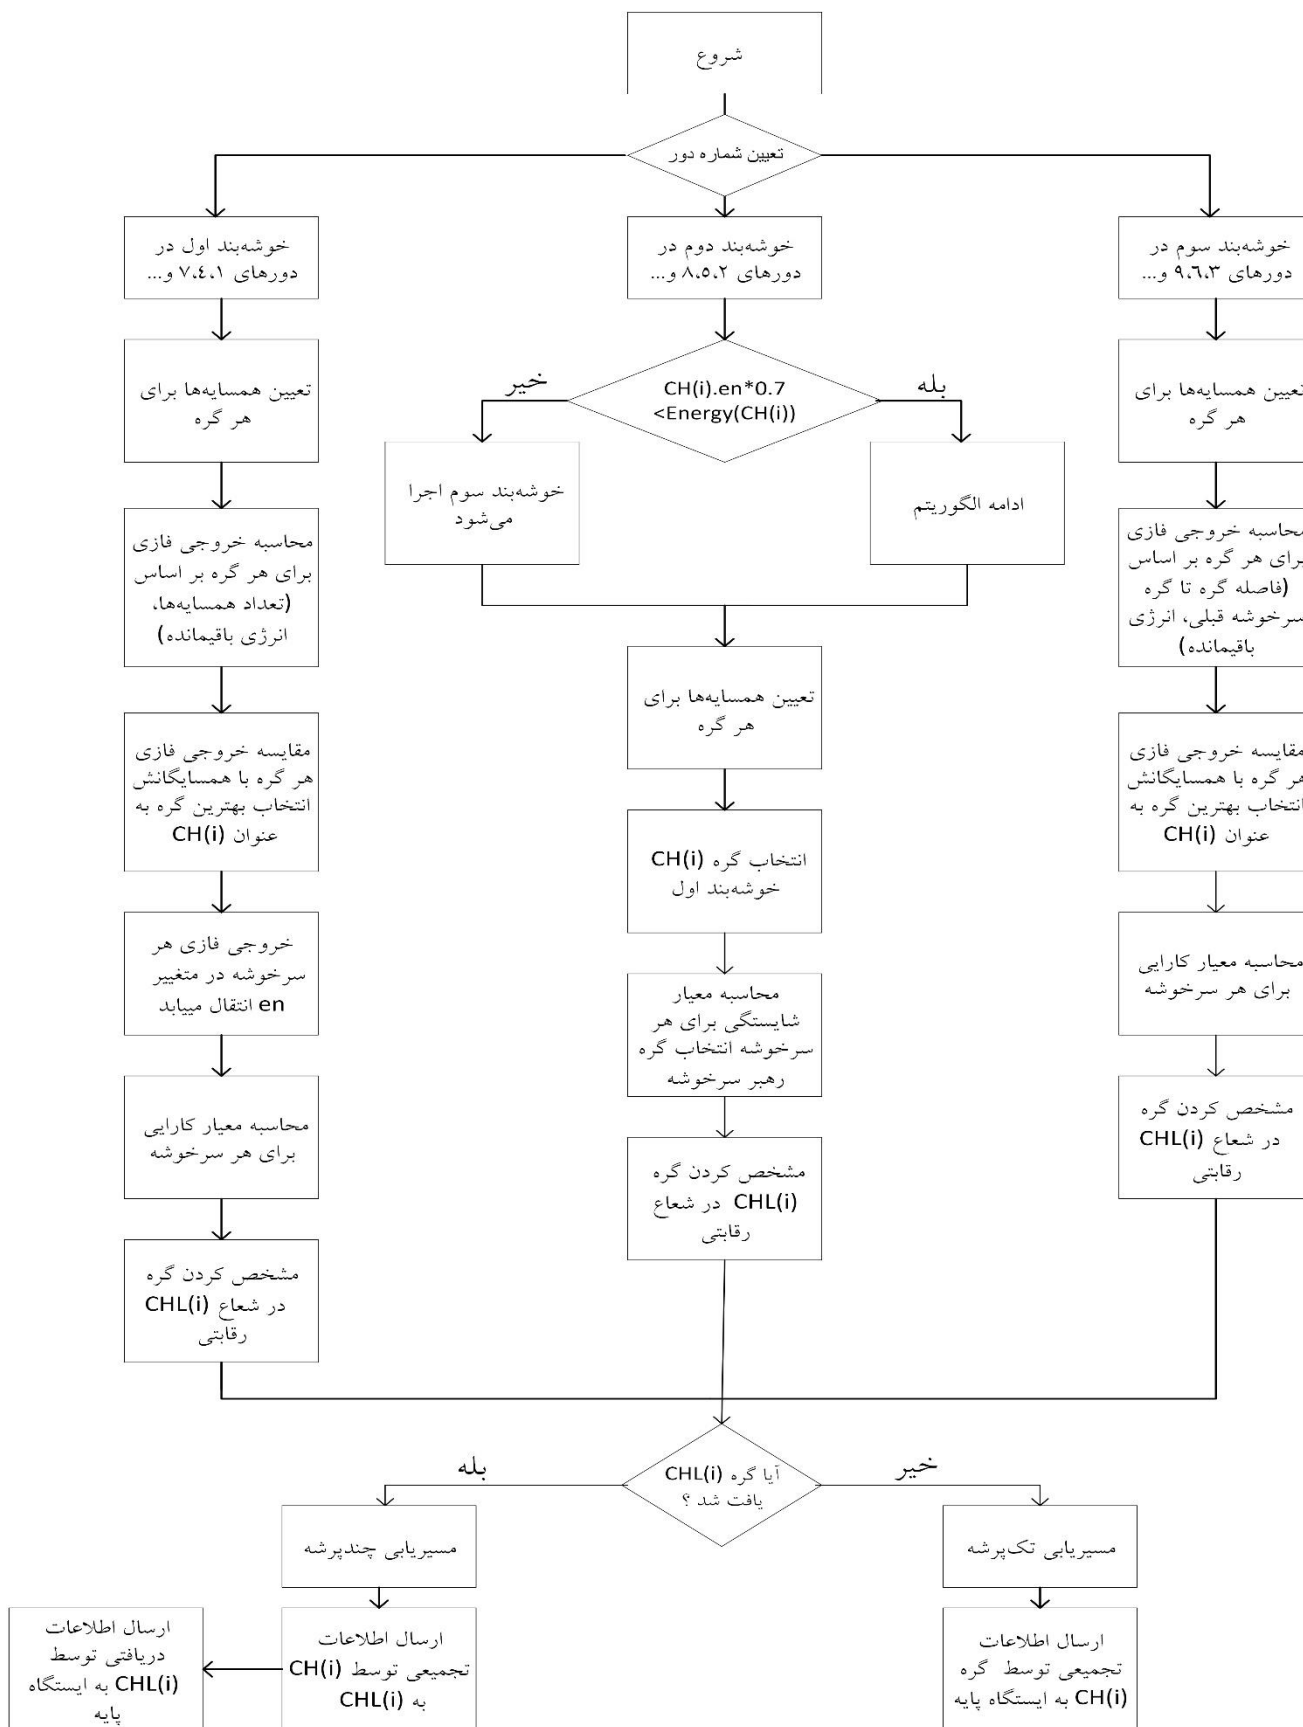 شروع
تعیین شماره دور
خوشه‌بند اول در
دورهای ۷،٤،۱ و...
خوشه‌بند دوم در
دورهای ۸،٥،۲ و...
خوشه‌بند سوم در
دورهای ۹،٦،۳ و...
تعیین همسایه‌ها برای
هر گره
خیر
CH(i).en*0.7
<Energy(CH(i))
بله
تعیین همسایه‌ها برای
هر گره
خوشه‌بند سوم اجرا
می‌شود
ادامه الگوریتم
محاسبه خروجی فازی
برای هر گره بر اساس
(تعداد همسایه‌ها،
انرژی باقیمانده)
محاسبه خروجی فازی
برای هر گره بر اساس
(فاصله گره تا گره
سرخوشه قبلی، انرژی
باقیمانده)
تعیین همسایه‌ها برای
هر گره
مقایسه خروجی فازی
هر گره با همسایگانش
انتخاب بهترین گره به
عنوان CH(i)
مقایسه خروجی فازی
هر گره با همسایگانش
انتخاب بهترین گره به
عنوان CH(i)
انتخاب گره CH(i)
خوشه‌بند اول
خروجی فازی هر
سرخوشه در متغییر
en انتقال مییابد
محاسبه معیار
شایستگی برای هر
سرخوشه انتخاب گره
رهبر سرخوشه
محاسبه معیار کارایی
برای هر سرخوشه
محاسبه معیار کارایی
برای هر سرخوشه
مشخص کردن گره
CHL(i) در شعاع
رقابتی
مشخص کردن گره
در شعاع CHL(i)
رقابتی
مشخص کردن گره
در شعاع CHL(i)
رقابتی
بله
آیا گره CHL(i)
یافت شد ؟
خیر
مسیریابی چندپرشه
مسیریابی تک‌پرشه
ارسال اطلاعات
دریافتی توسط
CHL(i) به ایستگاه
پایه
ارسال اطلاعات
تجمیعی توسط CH(i)
به CHL(i)
ارسال اطلاعات
تجمیعی توسط گره
CH(i) به ایستگاه پایه